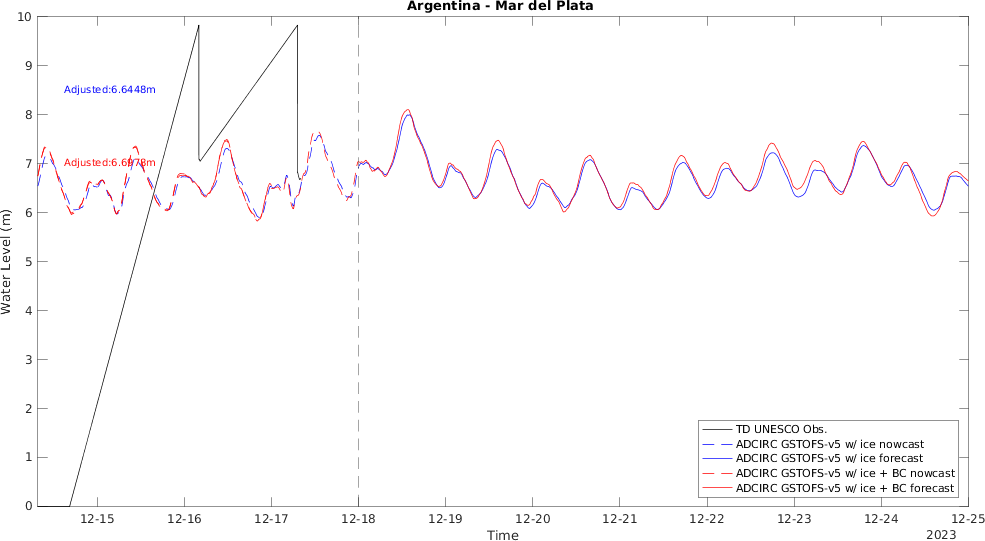 Argentina - Mar del Plata
Water Level (m)
10
9
8
7
6
5
4
3
2
1
0
Adjusted:6.6448m
Adjusted:6.6978m
12-15
12-16
12-17
12-18
12-19
12-20
12-21
12-22
12-23
12-24
12-25
Time
2023
TD UNESCO Obs.
ADCIRC GSTOFS-v5 w/ ice nowcast
ADCIRC GSTOFS-v5 w/ ice forecast
ADCIRC GSTOFS-v5 w/ ice + BC nowcast
ADCIRC GSTOFS-v5 w/ ice + BC forecast